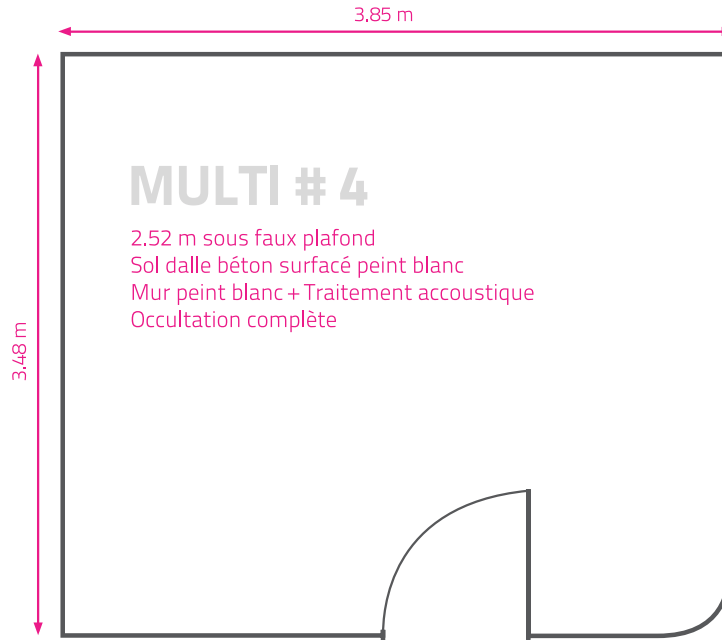 3.85 m
MULTI # 4
2.52 m sous faux plafond
Sol dalle béton surfacé peint blanc
Mur peint blanc + Traitement accoustique
Occultation complète
3.48 m